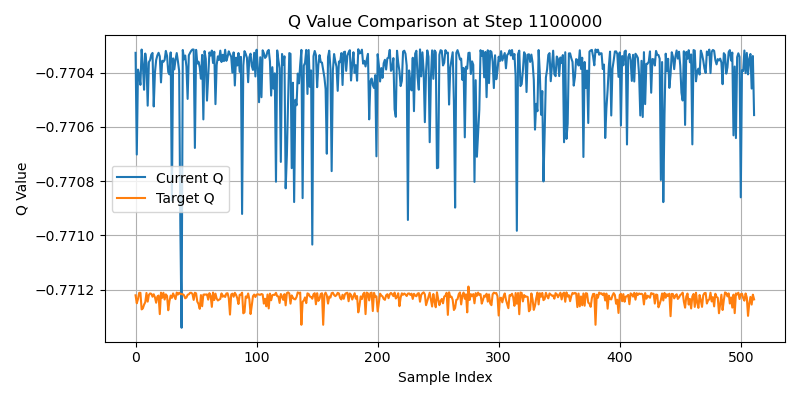 Q Value Comparison at Step 1100000
Q Value
−0.7704
−0.7706
−0.7708
−0.7710
−0.7712
Current Q
Target Q
0
100
200
300
400
500
Sample Index